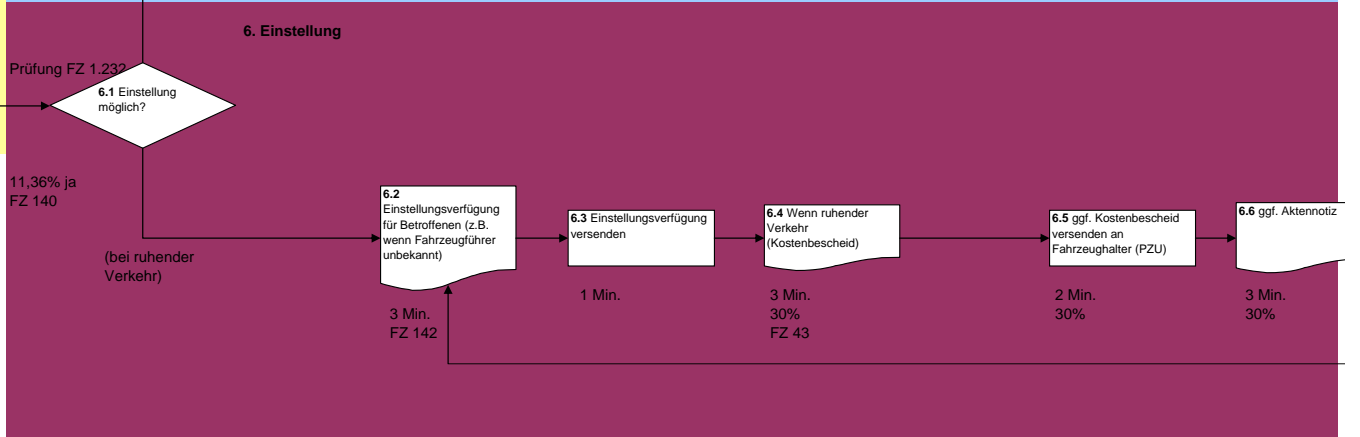 6. Einstellung
Prüfung FZ 1.232
6.1 Einstellung
möglich?
11,36% ja
FZ 140
(bei ruhender
Verkehr)
6.2
Einstellungsverfügung
für Betroffenen (z.B.
wenn Fahrzeugführer
unbekannt)
3 Min.
FZ 142
6.3 Einstellungsverfügung
versenden
1 Min.
6.4 Wenn ruhender
Verkehr
(Kostenbescheid)
3 Min.
30%
FZ 43
6.5 ggf. Kostenbescheid
versenden an
Fahrzeughalter (PZU)
2 Min.
30%
6.6 ggf. Aktennotiz
3 Min.
30%